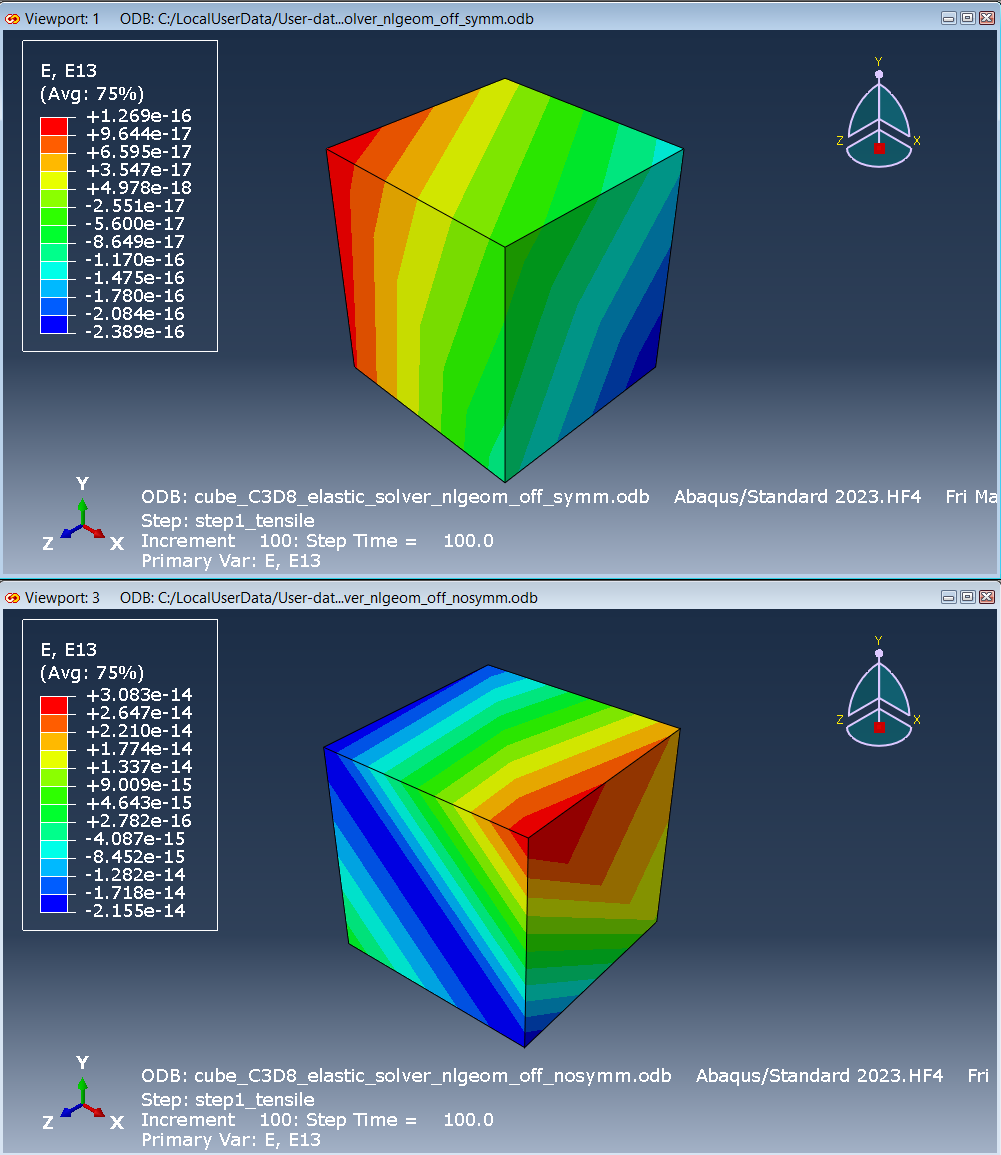 Viewport: 1 ODB: C:/LocalUserData/User-dat...olver_nlgeom_off_symm.odb
E, E13
(Avg: 75%)
+1.269e-16
+9.644e-17
+6.595e-17
+3.547e-17
+4.978e-18
-2.551e-17
-5.600e-17
-8.649e-17
-1.170e-16
-1.475e-16
-1.780e-16
-2.084e-16
-2.389e-16
Y
Z X
Y
Z X
ODB: cube_C3D8_elastic_solver_nlgeom_off_symm.odb Abaqus/Standard 2023.HF4 Fri Ma
Step: step1_tensile
Increment 100: Step Time = 100.0
Primary Var: E, E13
Viewport: 3 ODB: C:/LocalUserData/User-dat...ver_nlgeom_off_nosymm.odb
E, E13
(Avg: 75%)
+3.083e-14
+2.647e-14
+2.210e-14
+1.774e-14
+1.337e-14
+9.009e-15
+4.643e-15
+2.782e-16
-4.087e-15
-8.452e-15
-1.282e-14
-1.718e-14
-2.155e-14
Y
Z X
Y
Z X
ODB: cube_C3D8_elastic_solver_nlgeom_off_nosymm.odb Abaqus/Standard 2023.HF4 Fri
Step: step1_tensile
Increment 100: Step Time = 100.0
Primary Var: E, E13